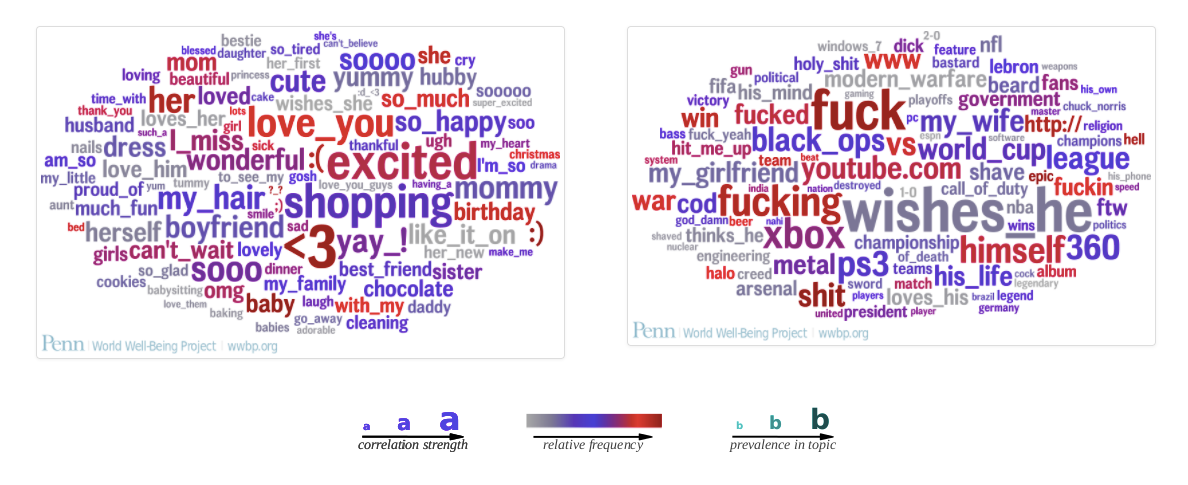 bestie she's can't_believe
blessed daughter so_tired soooo she cry
mom her_first
loving beautiful princess cute yummy hubby
time_with her loved cake :d_<3 so_much sooooo
thank_you wishes_she super_excited
husband loves_her lots love_you so_happy soo
such_a girl
nails dress I_miss sick thankful ugh my_heart
am_so love_him wonderful :( excited I'm_so christmas
drama
my_little to_see_my gosh love_you_guys having_a mommy
proud_of yum tummy my_hair ?_? ;) shopping
aunt much_fun smile birthday
bed herself boyfriend sad <3 yay_! like_it_on :)
girls can't_wait lovely her_new make_me
so_glad sooo dinner best_friend sister
cookies babysitting omg my_family chocolate
love_them baking baby laugh with_my daddy
babies go_away adorable cleaning
Penn | World Well-Being Project | wwbp.org
windows_7 dick 2-0 feature nfl
holy_shit www bastard lebron weapons
gun political modern_warfare beard fans
fifa his_mind gaming his_own
victory fucked fuck playoffs government chuck_norris
win pc my_wife master http:// religion
bass fuck_yeah black_ops vs espn software champions hell
hit_me_up world_cup league
system team beat youtube.com shave epic his_phone
my_girlfriend india nation destroyed call_of_duty fuckin speed
war cod fucking wishes_he 1-0 nba ftw
god_damn beer nahi wins politics
shaved thinks_he xbox championship himself 360
nuclear engineering of_death
halo creed metal ps3 teams his_life cock album
arsenal sword match legendary
shit players loves_his brazil legend
united president player germany
Penn | World Well-Being Project | wwbp.org
a a a
correlation strength
relative frequency
b b b
prevalence in topic